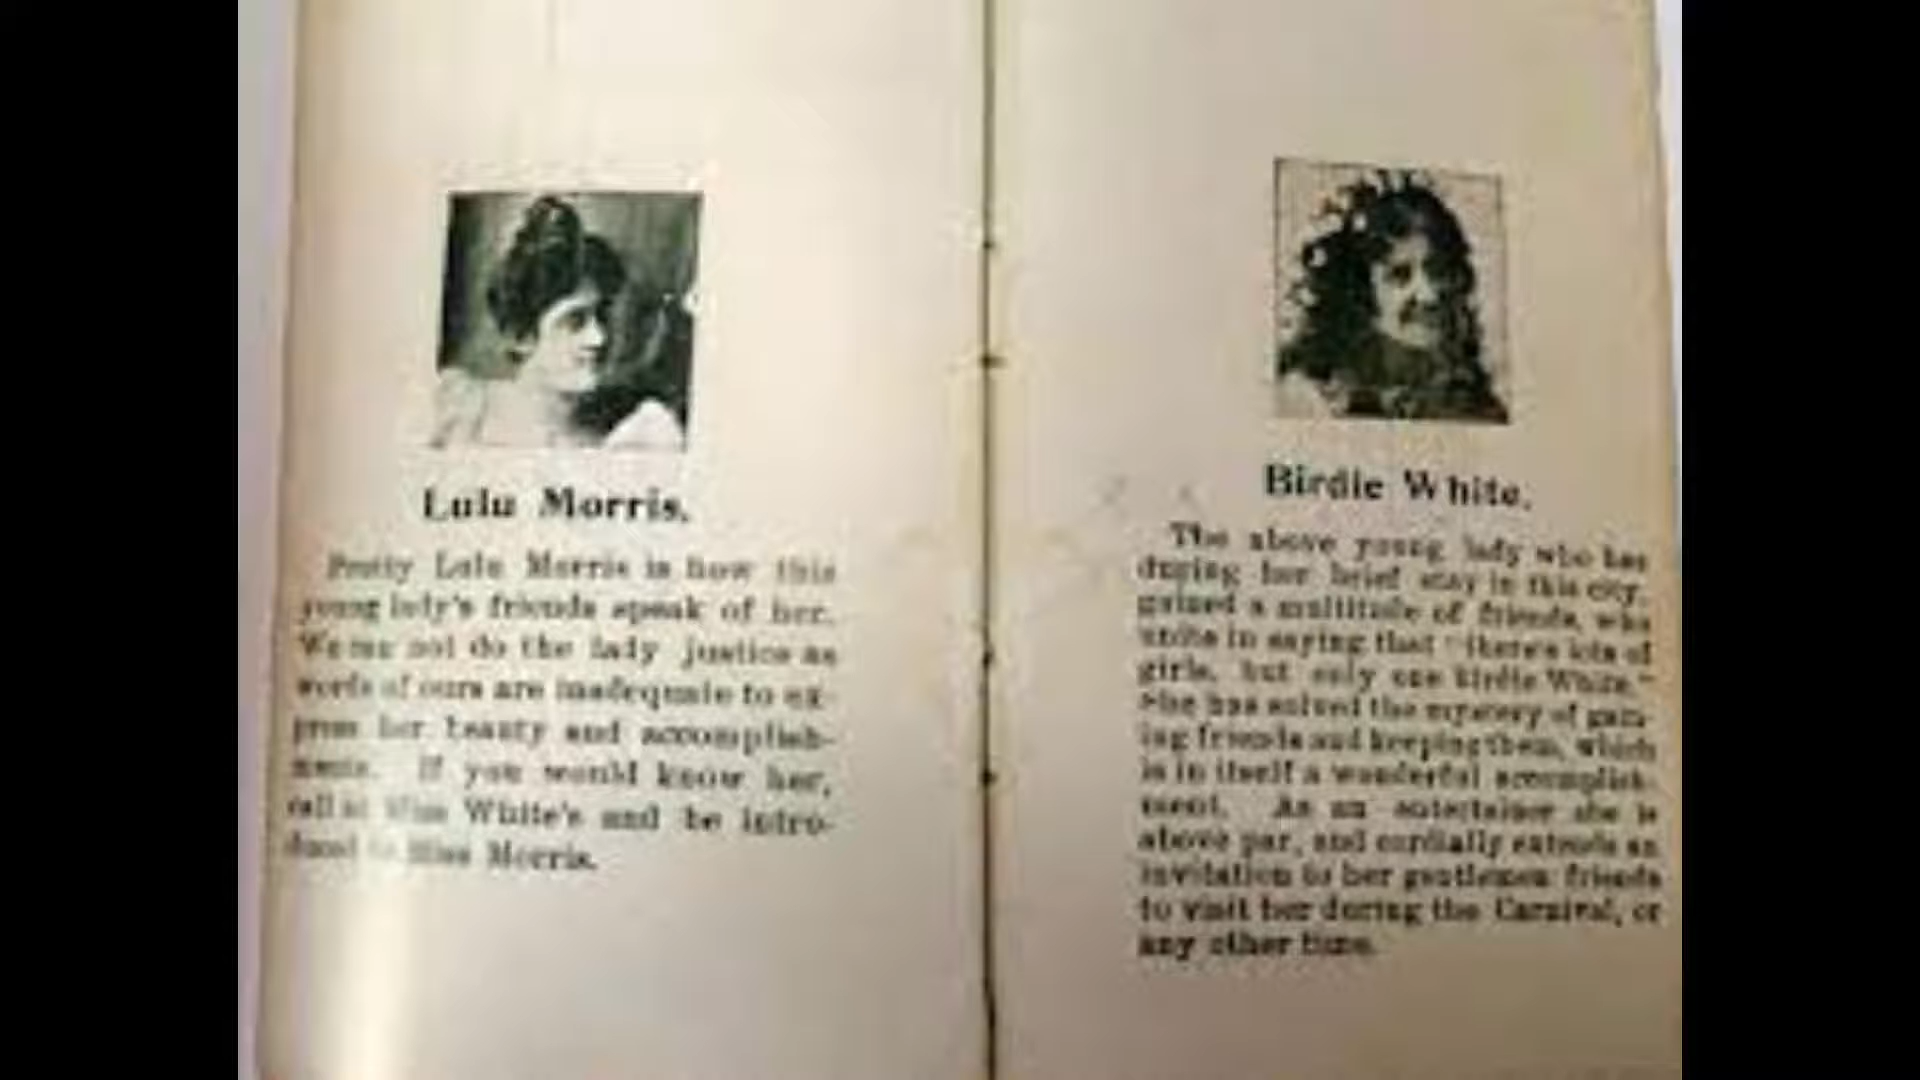 Lulu Morris.
Pretty Lulu Morris is how this
young lady's friends speak of her.
We can not do the lady justice as
words of ours are inadequate to ex-
press her beauty and accomplish-
ments. If you would know her,
call at Miss White's and be intro-
duced to Miss Morris.
Birdie White.
The above young lady who has
during her brief stay in this city,
gained a multitude of friends, who
unite in saying that "there's lots of
girls, but only one Birdie White."
She has solved the mystery of gain-
ing friends and keeping them, which
is in itself a wonderful accomplish-
ment. As an entertainer she is
above par, and cordially extends an
invitation to her gentlemen friends
to visit her during the Carnival, or
any other time.